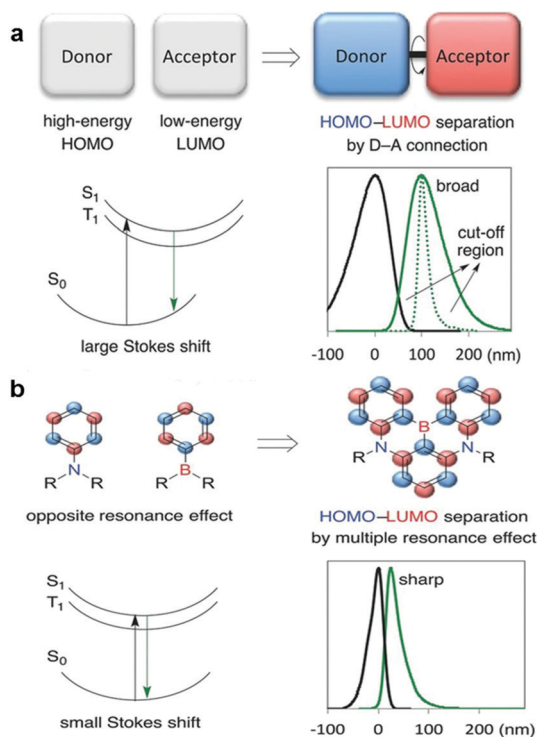 a
Donor
Acceptor
Donor
Acceptor
high-energy
HOMO
low-energy
LUMO
HOMO–LUMO separation
by D–A connection
S1
T1
S0
large Stokes shift
broad
cut-off
region
-100 0 100 200 (nm)
b
N
R R
B
R R
opposite resonance effect
B
R N N R
HOMO–LUMO separation
by multiple resonance effect
S1
T1
S0
small Stokes shift
sharp
-100 0 100 200 (nm)